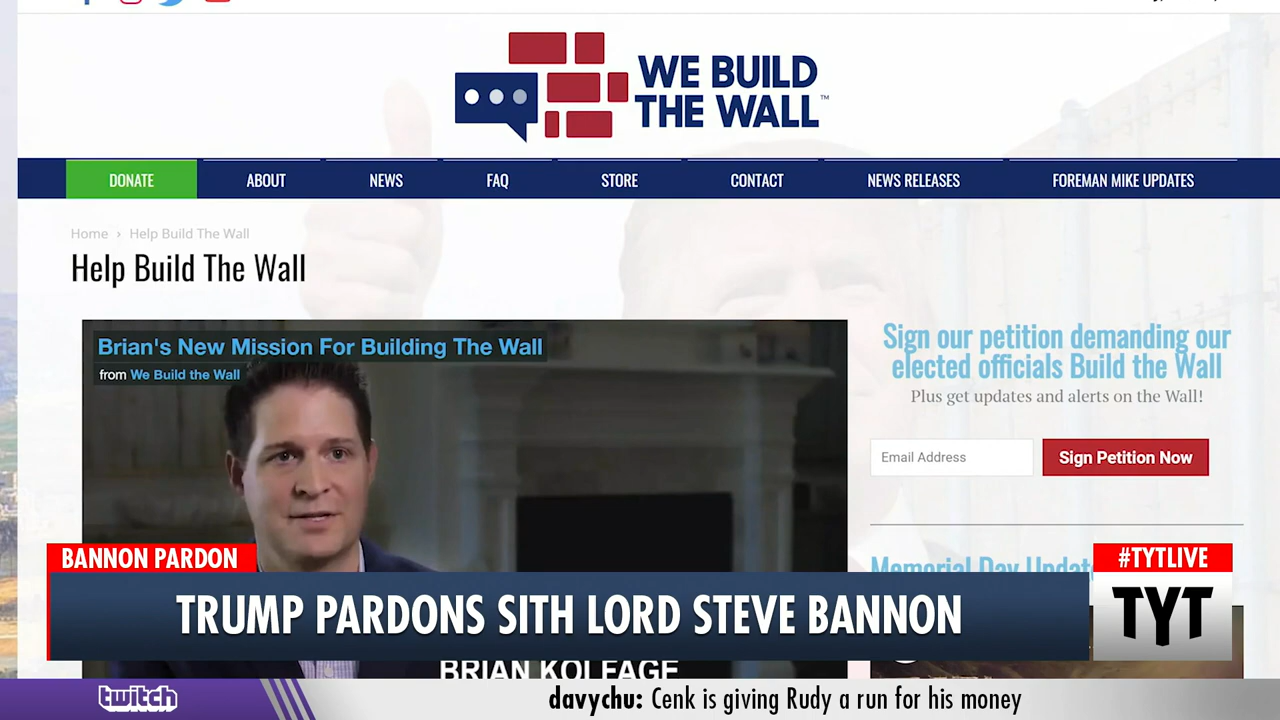 WE BUILD
THE WALL™
DONATE
ABOUT
NEWS
FAQ
STORE
CONTACT
NEWS RELEASES
FOREMAN MIKE UPDATES
Home › Help Build The Wall
Help Build The Wall
Brian's New Mission For Building The Wall
from We Build the Wall
Sign our petition demanding our
elected officials Build the Wall
Plus get updates and alerts on the Wall!
Email Address
Sign Petition Now
Memorial Day Update
BANNON PARDON
#TYTLIVE
TRUMP PARDONS SITH LORD STEVE BANNON
TYT
BRIAN KOLFAGE
twitch
davychu: Cenk is giving Rudy a run for his money